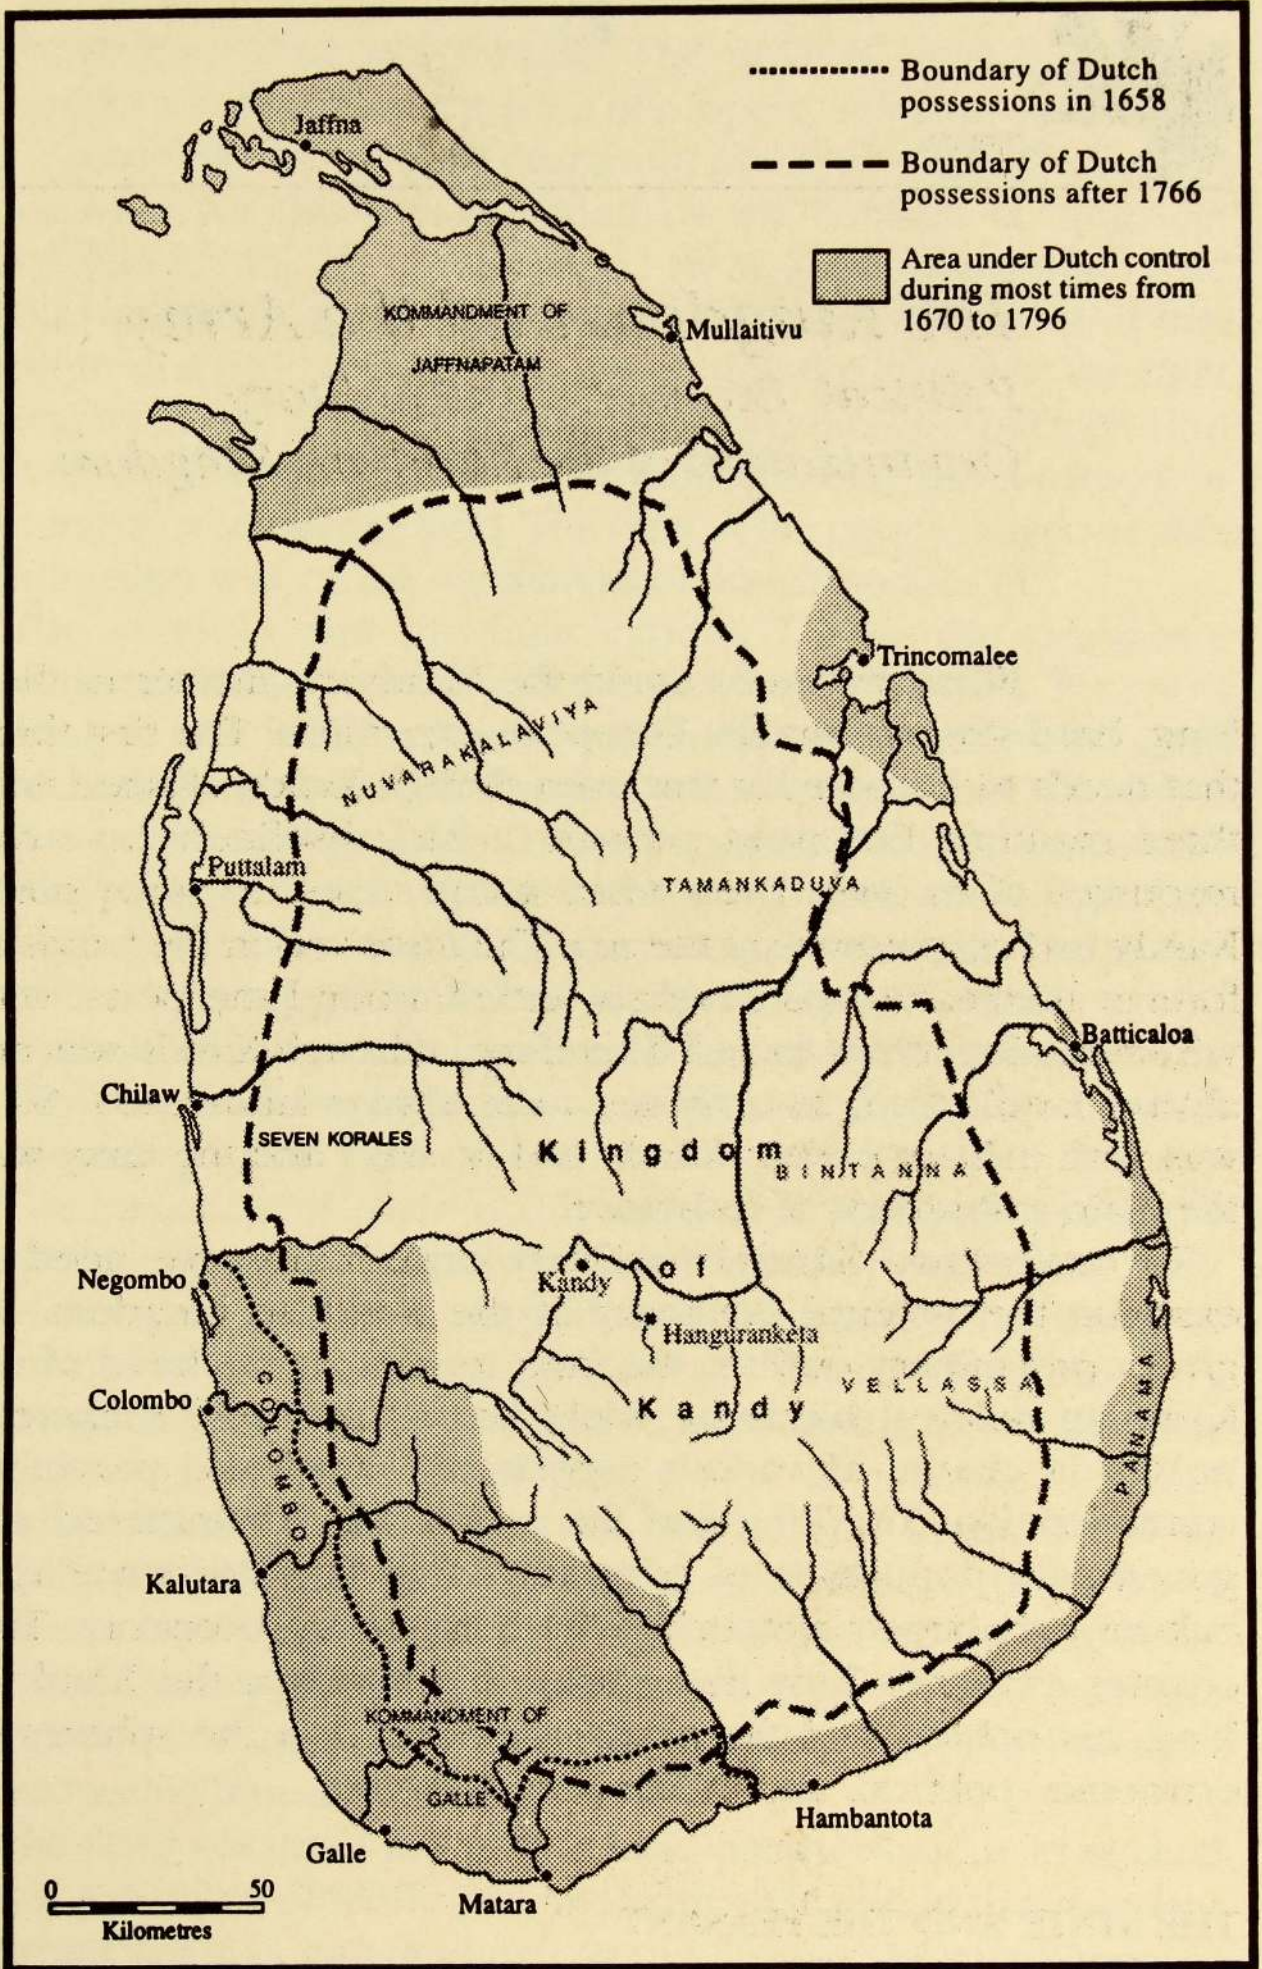 Boundary of Dutch
possessions in 1658
Boundary of Dutch
possessions after 1766
Area under Dutch control
during most times from
1670 to 1796
Jaffna
KOMMANDMENT OF
JAFFNAPATAM
Mullaitivu
Trincomalee
NUVARAKALAVIYA
Puttalam
TAMANKADUVA
Batticaloa
Chilaw
SEVEN KORALES
Kingdom
BINTANNA
Negombo
Kandy
of
Hanguranketa
COLOMBO
Colombo
VELLASSA
Kandy
PANAMA
Kalutara
KOMMANDMENT OF
GALLE
Hambantota
Galle
Matara
0 50
Kilometres